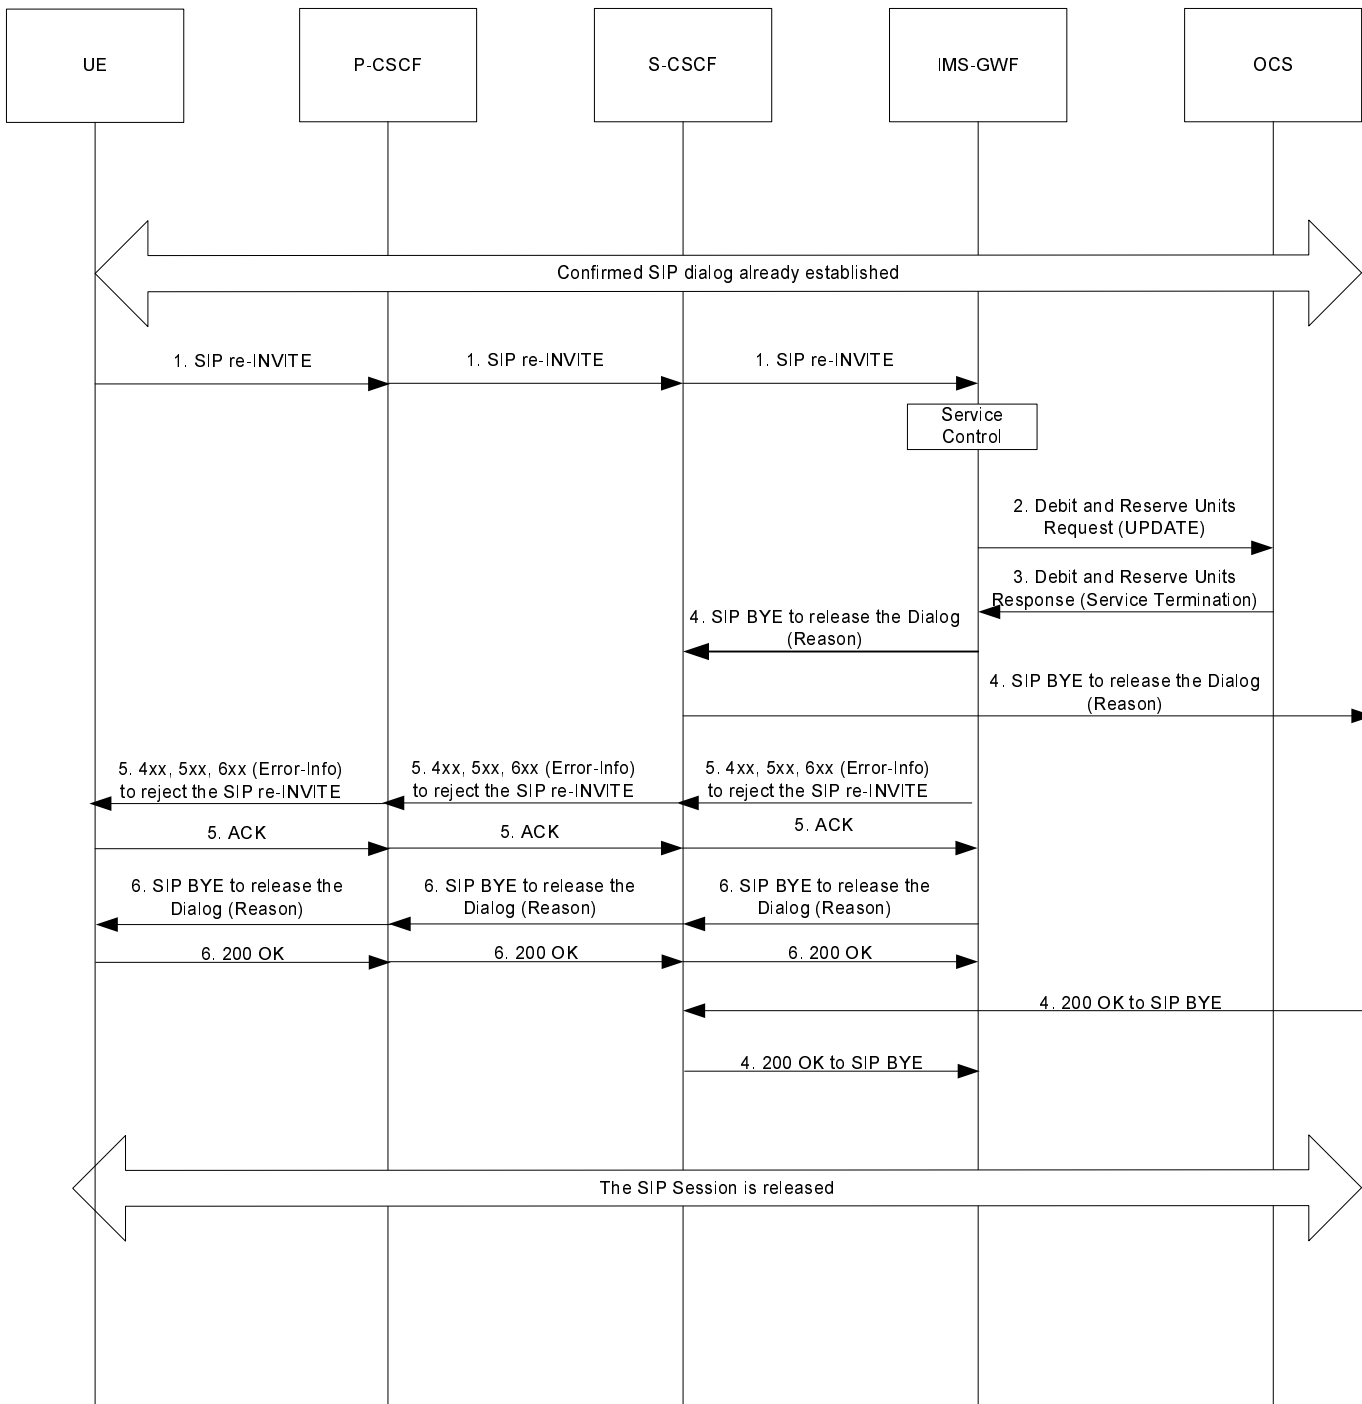 UE
P-CSCF
S-CSCF
IMS-GWF
OCS
Confirmed SIP dialog already established
1. SIP re-INVITE
1. SIP re-INVITE
1. SIP re-INVITE
Service
Control
2. Debit and Reserve Units
Request (UPDATE)
3. Debit and Reserve Units
Response (Service Termination)
4. SIP BYE to release the Dialog
(Reason)
4. SIP BYE to release the Dialog
(Reason)
5. 4xx, 5xx, 6xx (Error-Info)
to reject the SIP re-INVITE
5. 4xx, 5xx, 6xx (Error-Info)
to reject the SIP re-INVITE
5. 4xx, 5xx, 6xx (Error-Info)
to reject the SIP re-INVITE
5. ACK
5. ACK
5. ACK
6. SIP BYE to release the
Dialog (Reason)
6. SIP BYE to release the
Dialog (Reason)
6. SIP BYE to release the
Dialog (Reason)
6. 200 OK
6. 200 OK
6. 200 OK
4. 200 OK to SIP BYE
4. 200 OK to SIP BYE
The SIP Session is released